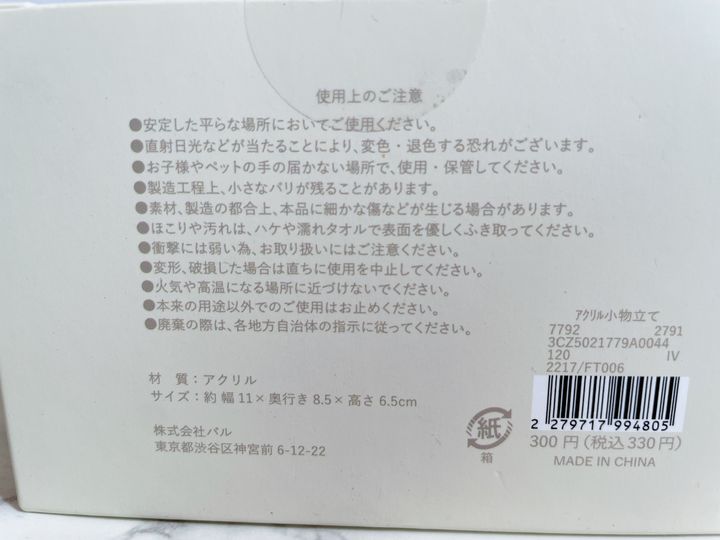 使用上のご注意
●安定した平らな場所においてご使用ください。
●直射日光などが当たることにより、変色・退色する恐れがございます。
●お子様やペットの手の届かない場所で、使用・保管してください。
●製造工程上、小さなバリが残ることがあります。
●素材、製造の都合上、本品に細かな傷などが生じる場合があります。
●ほこりや汚れは、ハケや濡れタオルで表面を優しくふき取ってください。
●衝撃には弱い為、お取り扱いにはご注意ください。
●変形、破損した場合は直ちに使用を中止してください。
●火気や高温になる場所に近づけないでください。
●本来の用途以外でのご使用はお止めください。
●廃棄の際は、各地方自治体の指示に従ってください。
材 質：アクリル
サイズ：約 幅11×奥行き8.5×高さ6.5cm
株式会社パル
東京都渋谷区神宮前6-12-22
紙
箱
ｱｸﾘﾙ小物立て
7792 2791
3CZ5021779A0044
120 IV
2217/FT006
2 279717 994805
300円(税込330円)
MADE IN CHINA